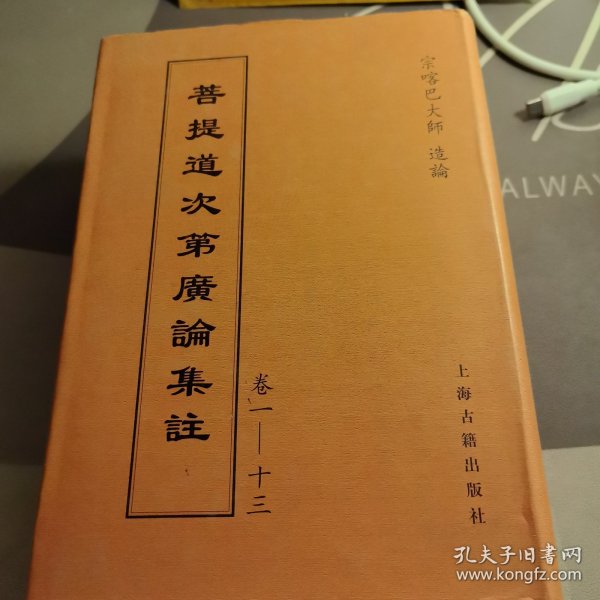 宗喀巴大師 造論
菩提道次第廣論集註
卷一——十三
上海古籍出版社
ALWAY
孔夫子旧书网
www.kongfz.com